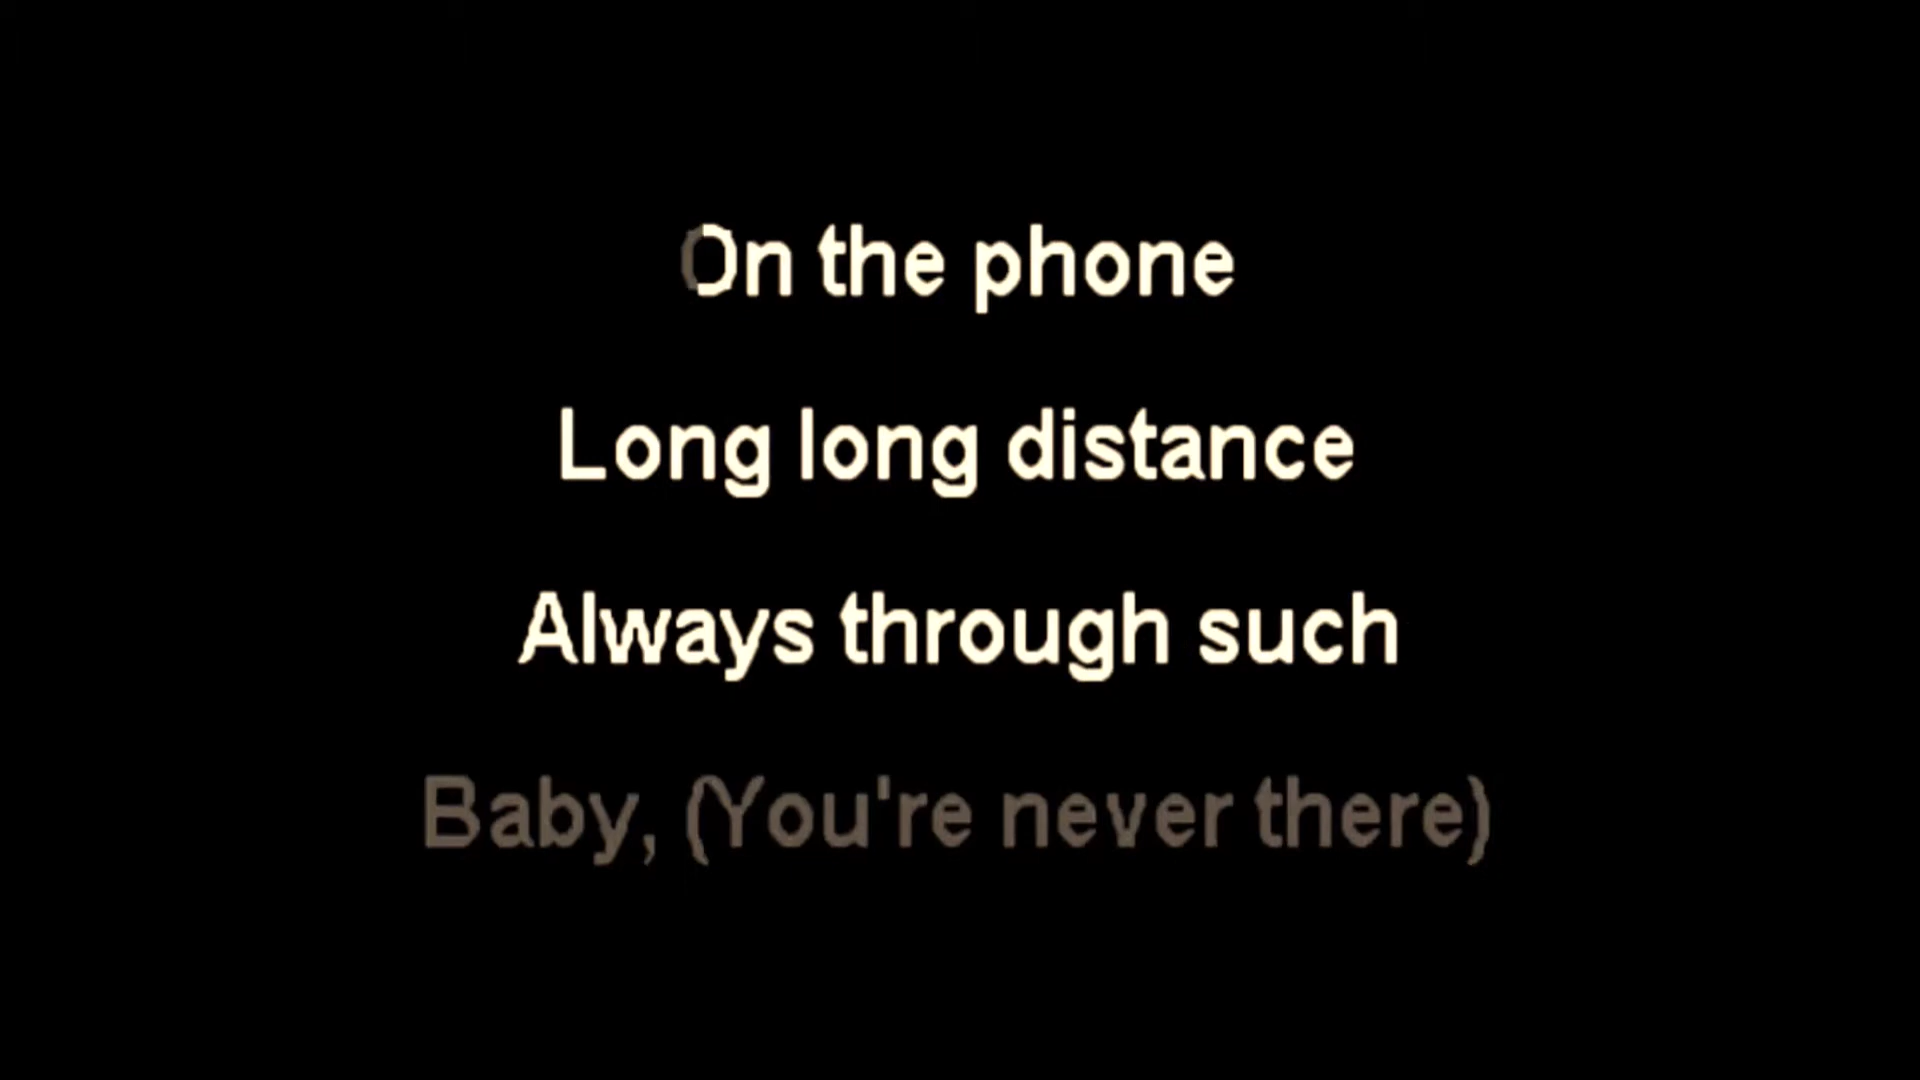 On the phone
Long long distance
Always through such
Baby, (You're never there)